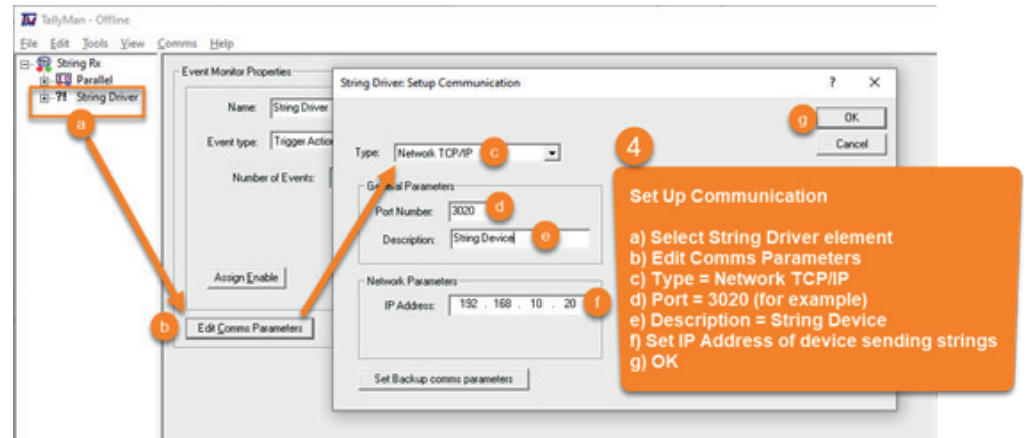 TallyMan - Offline
File Edit Tools View Comms Help
String Rx
Parallel
?! String Driver
a
Event Monitor Properties
Name: String Driver
Event type: Trigger Action
Number of Events:
Assign Enable
b
Edit Comms Parameters
String Driver: Setup Communication
? X
g
OK
Cancel
Type: Network TCP/IP
c
General Parameters
Port Number: 3020
d
Description: String Device
e
Network Parameters
IP Address: 192 . 168 . 10 . 20
f
Set Backup comms parameters
4
Set Up Communication
a) Select String Driver element
b) Edit Comms Parameters
c) Type = Network TCP/IP
d) Port = 3020 (for example)
e) Description = String Device
f) Set IP Address of device sending strings
g) OK